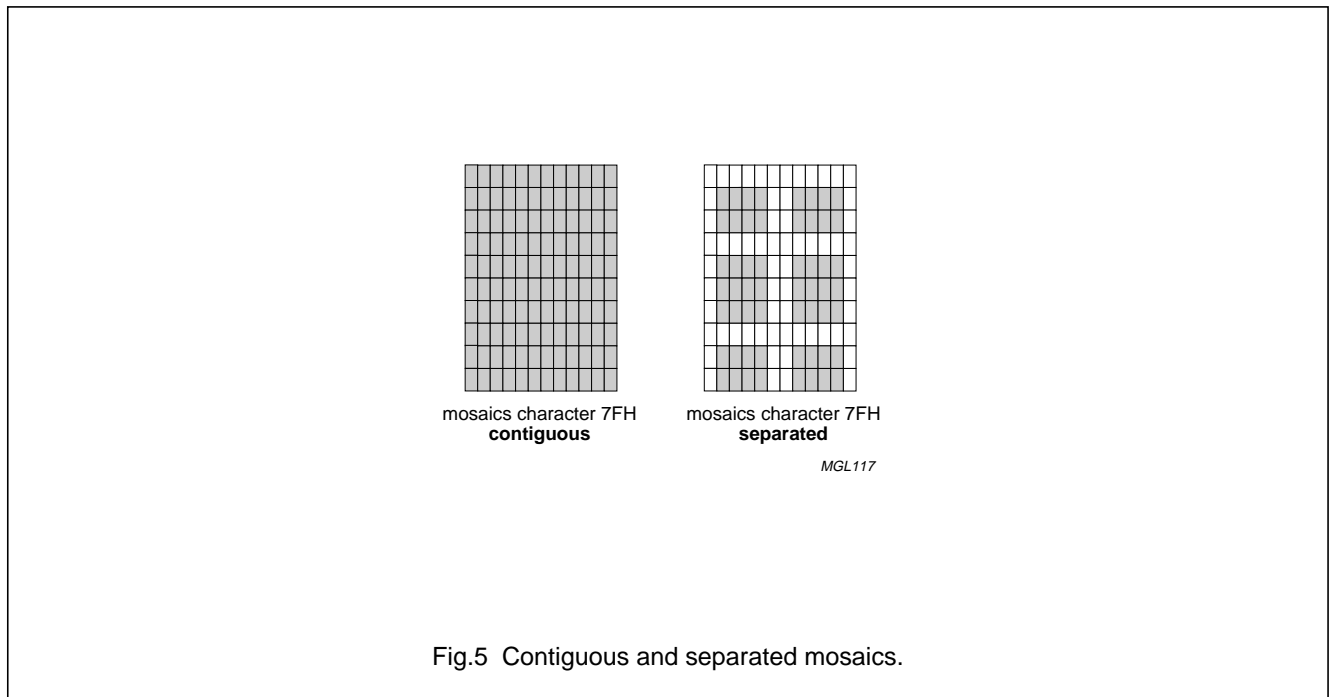 mosaics character 7FH
contiguous
mosaics character 7FH
separated
MGL117
Fig.5 Contiguous and separated mosaics.